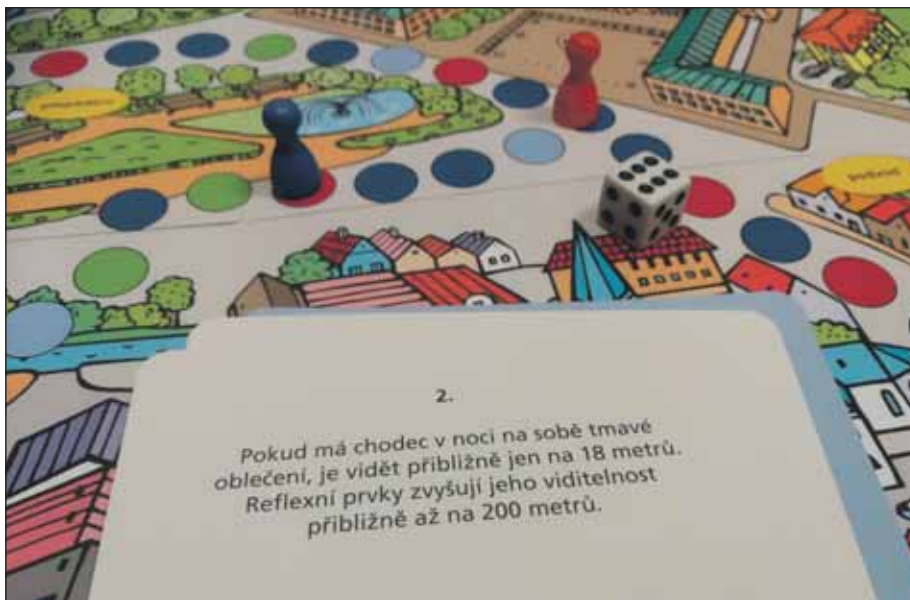 2.
Pokud má chodec v noci na sobě tmavé
oblečení, je vidět přibližně jen na 18 metrů.
Reflexní prvky zvyšují jeho viditelnost
přibližně až na 200 metrů.